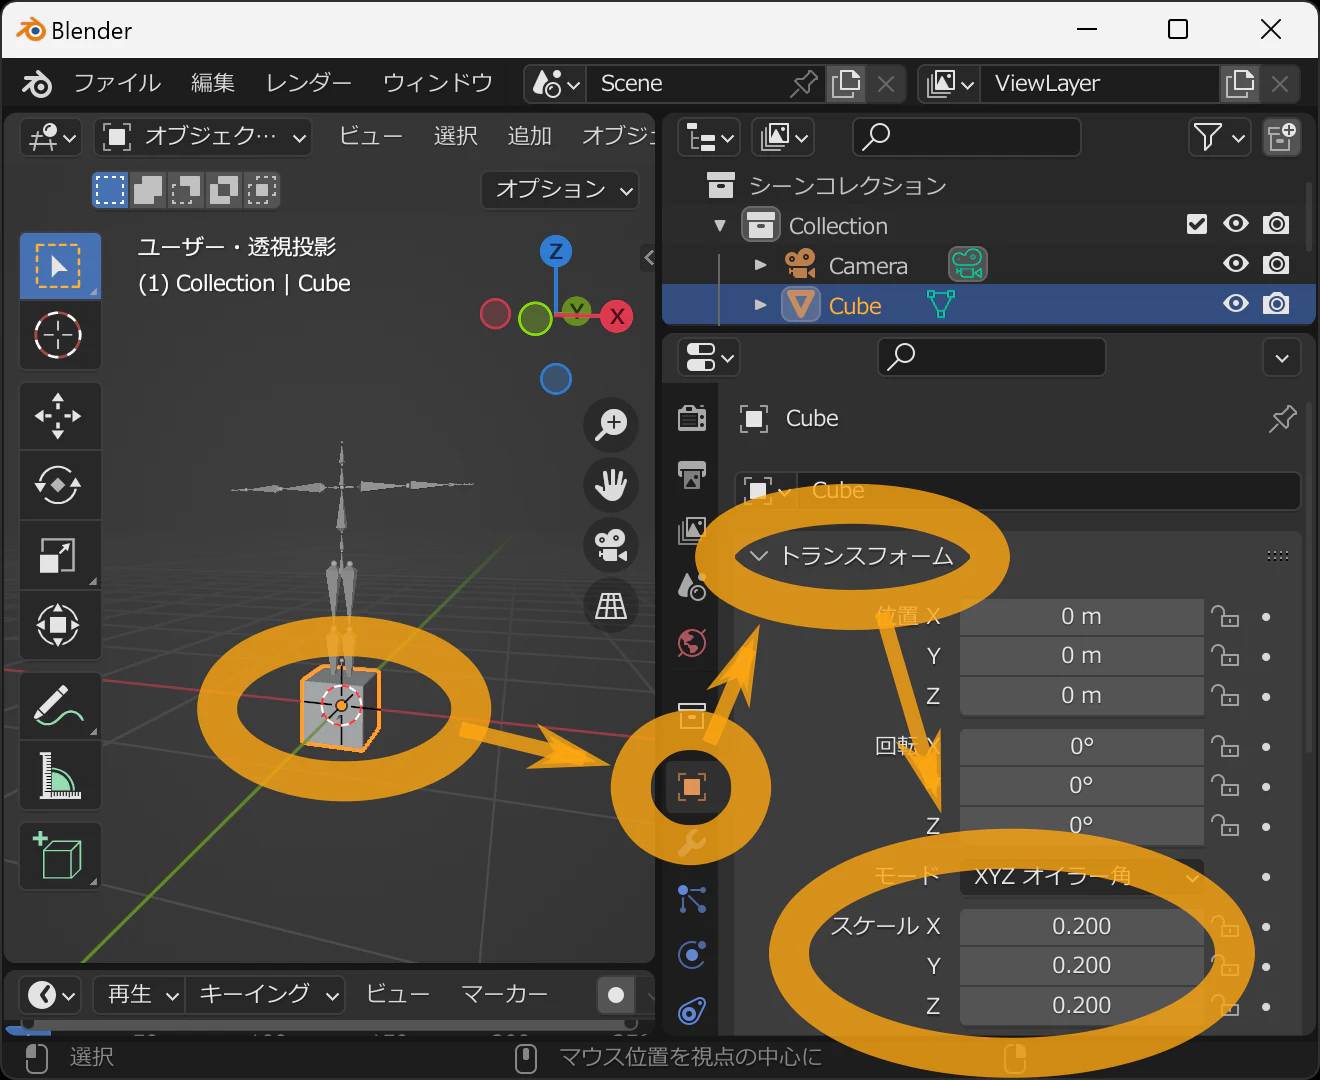 Blender
ファイル 編集 レンダー ウィンドウ Scene ViewLayer
オブジェク… ビュー 選択 追加 オブジェ
オプション
シーンコレクション
Collection
Camera
Cube
ユーザー・透視投影
(1) Collection | Cube
Z
Y
X
Cube
Cube
トランスフォーム
位置 X 0 m
Y 0 m
Z 0 m
回転 X 0°
0°
Z 0°
モード XYZ オイラー角
スケール X 0.200
Y 0.200
Z 0.200
再生 キーイング ビュー マーカー
選択 マウス位置を視点の中心に